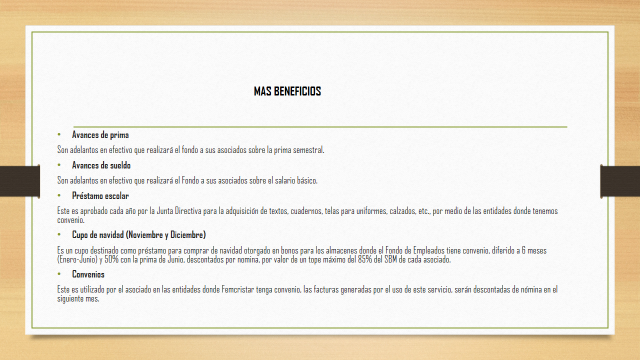 MAS BENEFICIOS
• Avances de prima
Son adelantos en efectivo que realizará el fondo a sus asociados sobre la prima semestral.
• Avances de sueldo
Son adelantos en efectivo que realizará el Fondo a sus asociados sobre el salario básico.
• Préstamo escolar
Este es aprobado cada año por la Junta Directiva para la adquisición de textos, cuadernos, telas para uniformes, calzados, etc., por medio de las entidades donde tenemos
convenio.
• Cupo de navidad (Noviembre y Diciembre)
Es un cupo destinado como préstamo para comprar de navidad otorgado en bonos para los almacenes donde el Fondo de Empleados tiene convenio, diferido a 6 meses
(Enero-Junio) y 50% con la prima de Junio, descontados por nomina, por valor de un tope máximo del 85% del SBM de cada asociado.
• Convenios
Este es utilizado por el asociado en las entidades donde Femcristar tenga convenio, las facturas generadas por el uso de este servicio, serán descontadas de nómina en el
siguiente mes.